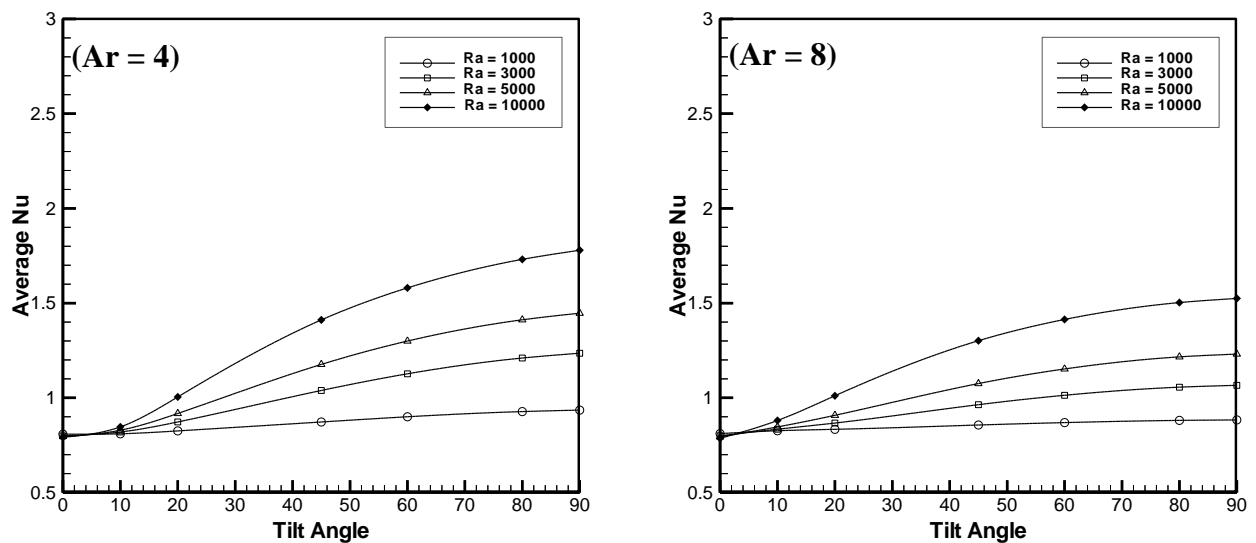 (Ar = 4)
Ra = 1000
Ra = 3000
Ra = 5000
Ra = 10000
Average Nu
3
2.5
2
1.5
1
0.5
0 10 20 30 40 50 60 70 80 90
Tilt Angle
(Ar = 8)
Ra = 1000
Ra = 3000
Ra = 5000
Ra = 10000
Average Nu
3
2.5
2
1.5
1
0.5
0 10 20 30 40 50 60 70 80 90
Tilt Angle